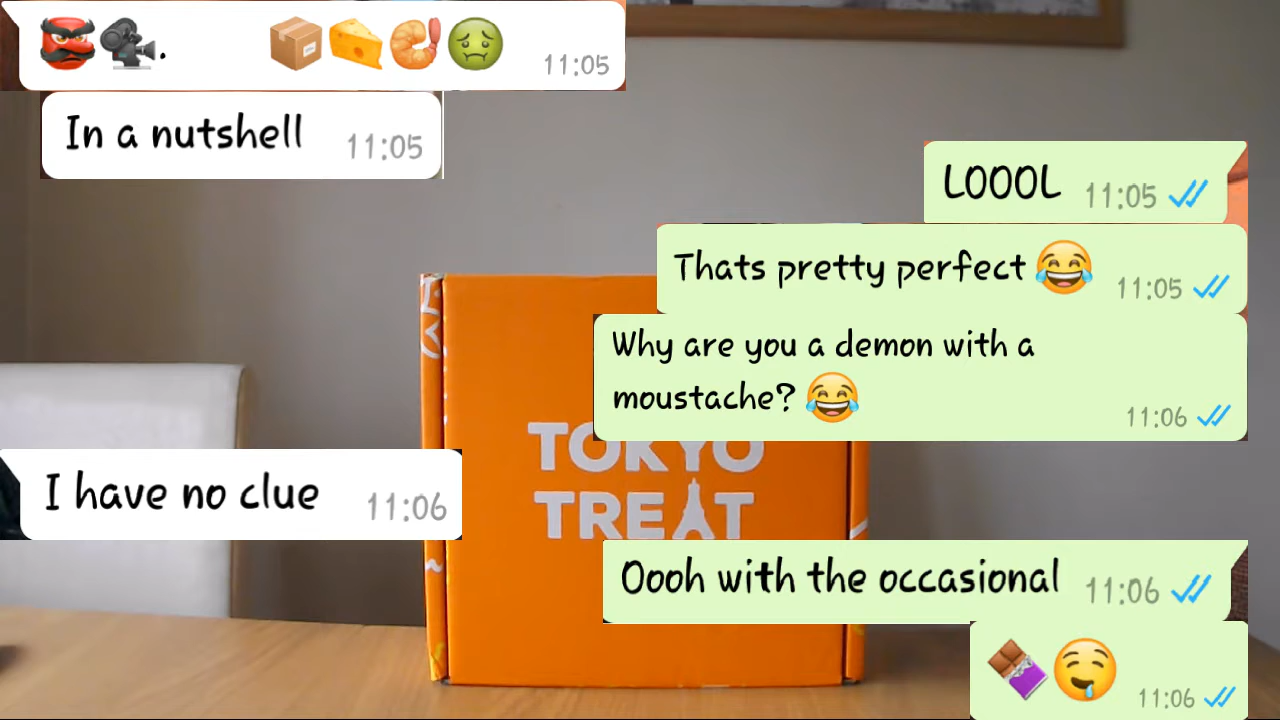 👺🎥. 📦🧀🍤🤢 11:05
In a nutshell 11:05
LOOOL 11:05
Thats pretty perfect 😂 11:05
Why are you a demon with a
moustache? 😂 11:06
I have no clue 11:06
TOKYO
TREAT
Oooh with the occasional 11:06
🍫🤤 11:06